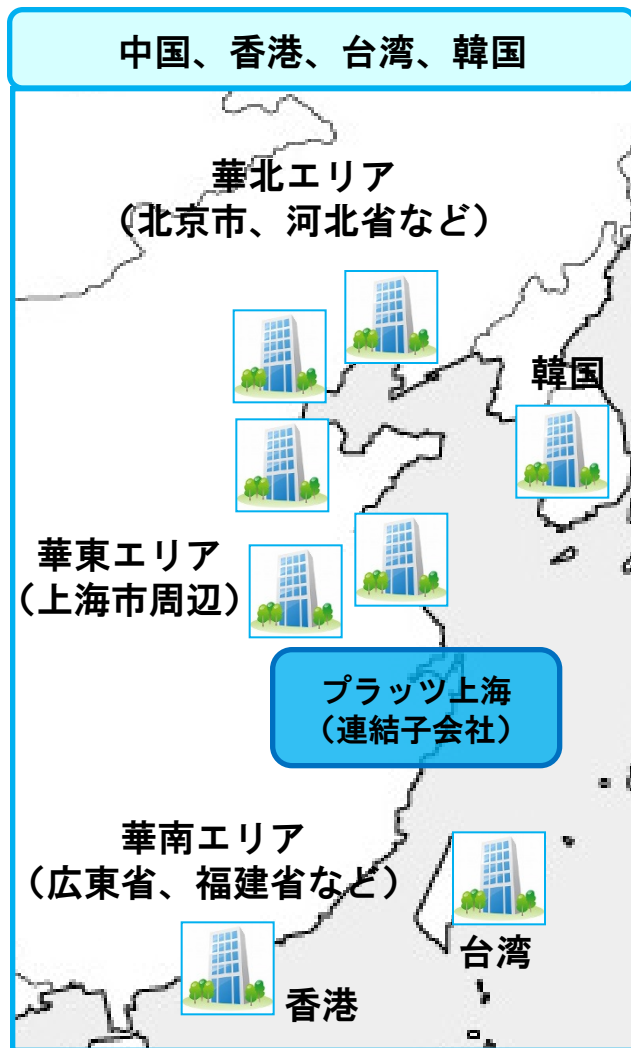 中国、香港、台湾、韓国
華北エリア
（北京市、河北省など）
韓国
華東エリア
（上海市周辺）
プラッツ上海
（連結子会社）
華南エリア
（広東省、福建省など）
台湾
香港